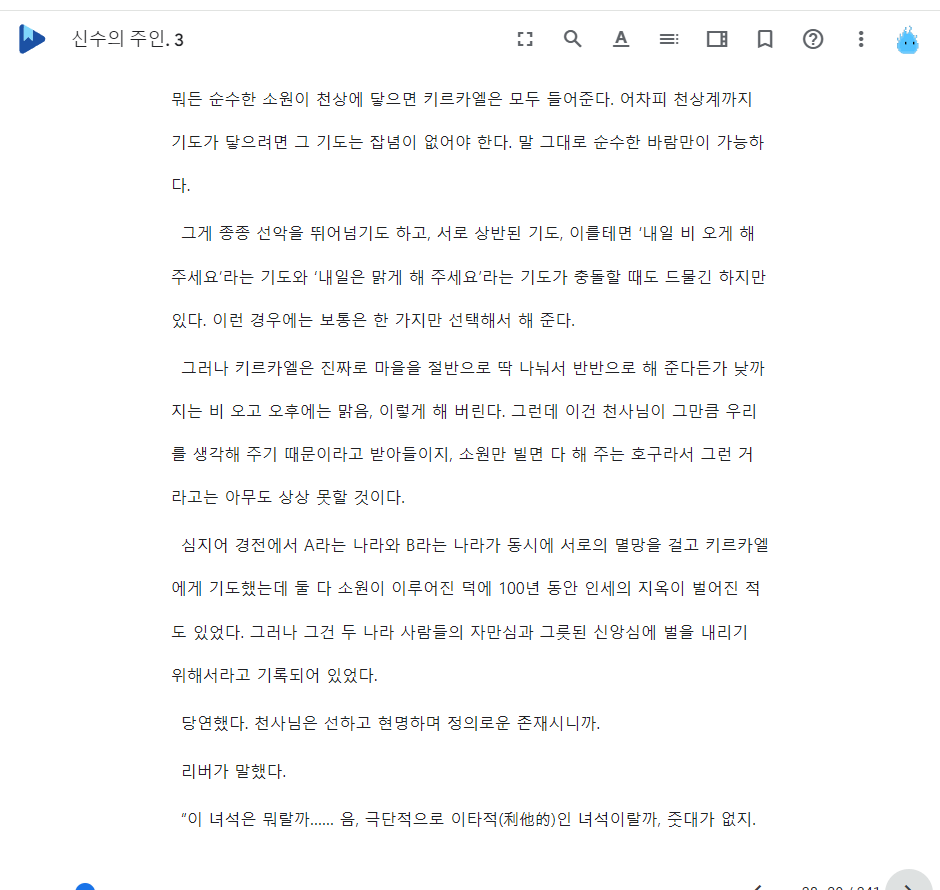 신수의 주인. 3
뭐든 순수한 소원이 천상에 닿으면 키르카엘은 모두 들어준다. 어차피 천상계까지
기도가 닿으려면 그 기도는 잡념이 없어야 한다. 말 그대로 순수한 바람만이 가능하
다.
그게 종종 선악을 뛰어넘기도 하고, 서로 상반된 기도, 이를테면 ‘내일 비 오게 해
주세요’라는 기도와 ‘내일은 맑게 해 주세요’라는 기도가 충돌할 때도 드물긴 하지만
있다. 이런 경우에는 보통은 한 가지만 선택해서 해 준다.
그러나 키르카엘은 진짜로 마을을 절반으로 딱 나눠서 반반으로 해 준다든가 낮까
지는 비 오고 오후에는 맑음, 이렇게 해 버린다. 그런데 이건 천사님이 그만큼 우리
를 생각해 주기 때문이라고 받아들이지, 소원만 빌면 다 해 주는 호구라서 그런 거
라고는 아무도 상상 못할 것이다.
심지어 경전에서 A라는 나라와 B라는 나라가 동시에 서로의 멸망을 걸고 키르카엘
에게 기도했는데 둘 다 소원이 이루어진 덕에 100년 동안 인세의 지옥이 벌어진 적
도 있었다. 그러나 그건 두 나라 사람들의 자만심과 그릇된 신앙심에 벌을 내리기
위해서라고 기록되어 있었다.
당연했다. 천사님은 선하고 현명하며 정의로운 존재시니까.
리버가 말했다.
“이 녀석은 뭐랄까...... 음, 극단적으로 이타적(利他的)인 녀석이랄까, 줏대가 없지.